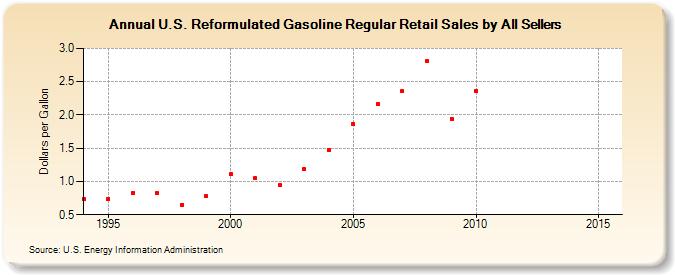 Annual U.S. Reformulated Gasoline Regular Retail Sales by All Sellers
Dollars per Gallon
3.0
2.5
2.0
1.5
1.0
0.5
1995 2000 2005 2010 2015
Source: U.S. Energy Information Administration